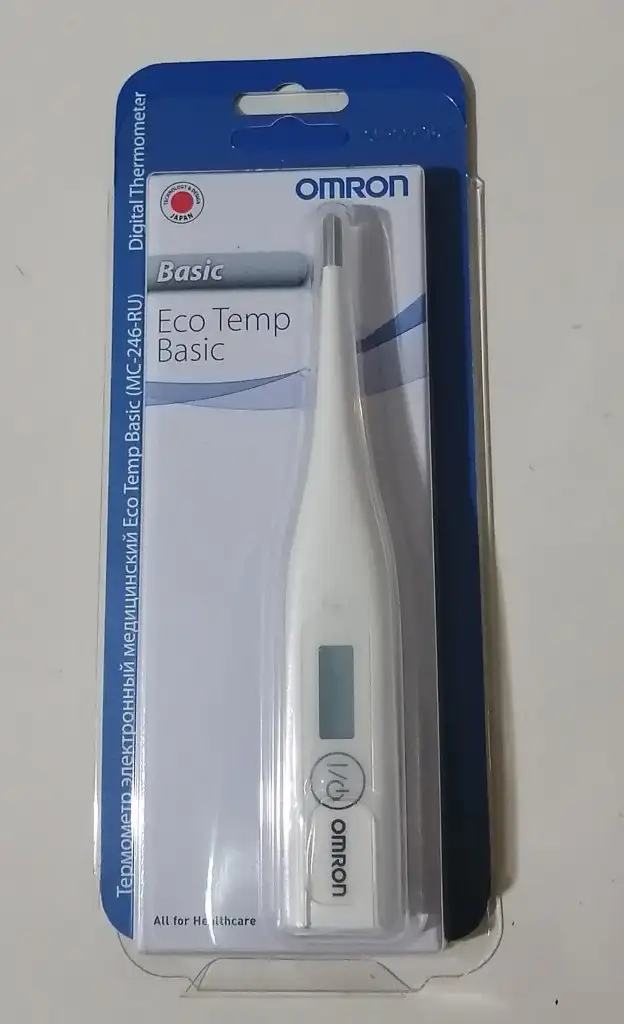 OMRON
TECHNOLOGY & DESIGN
JAPAN
Basic
Eco Temp
Basic
Термометр электронный медицинский Eco Temp Basic (MC-246-RU) Digital Thermometer
I/
OMRON
All for Healthcare